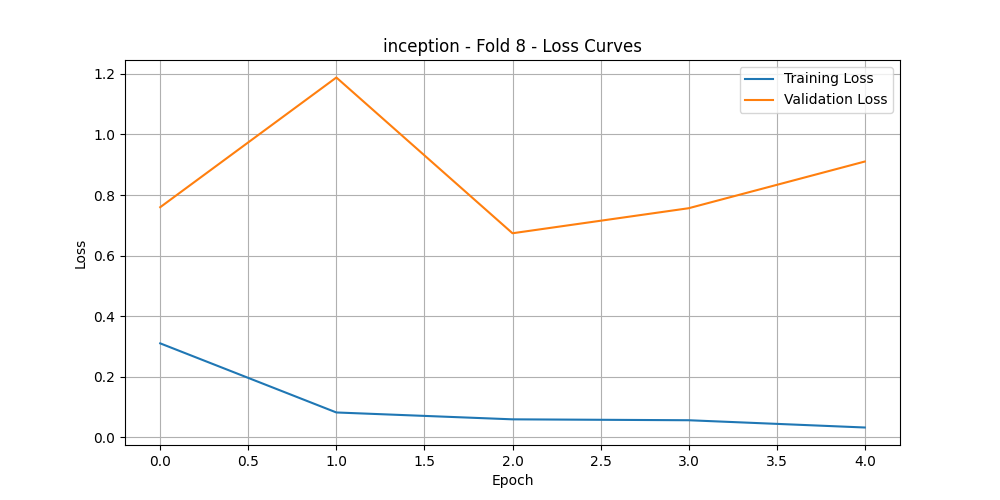 inception - Fold 8 - Loss Curves
Training Loss
Validation Loss
1.2
1.0
0.8
0.6
0.4
0.2
0.0
Loss
0.0 0.5 1.0 1.5 2.0 2.5 3.0 3.5 4.0
Epoch